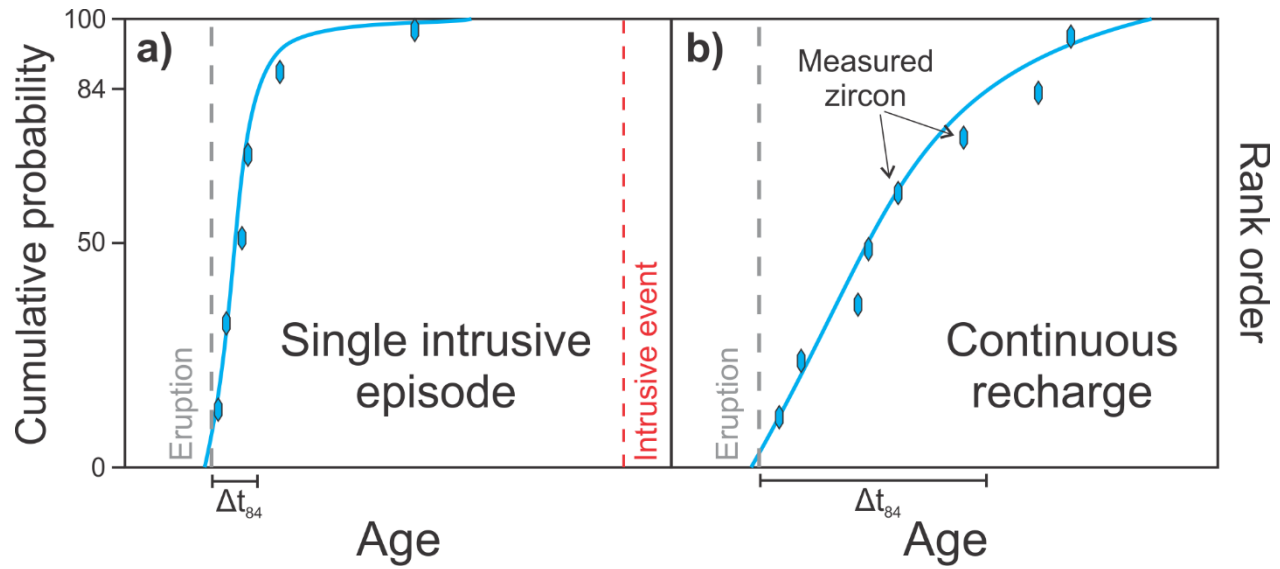 Cumulative probability
100
84
50
0
a)
Eruption
Single intrusive
episode
Intrusive event
Δt84
Age
b)
Measured
zircon
Eruption
Continuous
recharge
Δt84
Age
Rank order